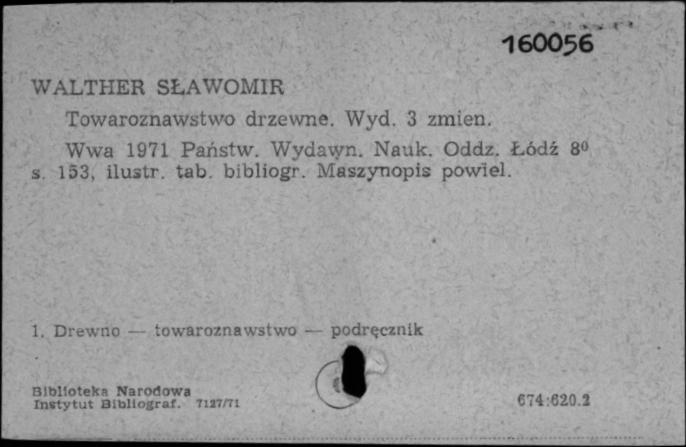 160056
WALTHER SŁAWOMIR
Towaroznawstwo drzewne. Wyd. 3 zmien.
Wwa 1971 Państw. Wydawn. Nauk. Oddz. Łódź 8⁰
s. 153, ilustr. tab. bibliogr. Maszynopis powiel.
1. Drewno — towaroznawstwo — podręcznik
Biblioteka Narodowa
Instytut Bibliograf. 7127/71
674:620.2